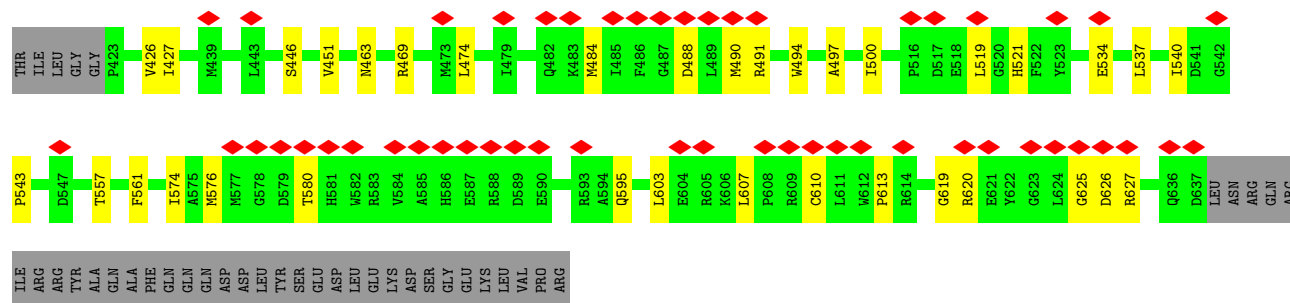 THR ILE LEU GLY GLY P423 V426 I427 M439 L443 S446 V451 N463 R469 M473 L474 I479 Q482 K483 M484 I485 F486 G487 D488 L489 M490 R491 W494 A497 I500 P516 D517 E518 L519 G520 H521 F522 Y523 E534 L537 I540 D541 G542
P543 D547 T557 F561 I574 A575 M576 M577 G578 D579 T580 H581 W582 R583 V584 A585 H586 E587 R588 D589 E590 R593 A594 Q595 L603 E604 R605 K606 L607 P608 R609 C610 L611 W612 P613 R614 G619 R620 E621 Y622 G623 L624 G625 D626 R627 Q636 D637 LEU ASN ARG GLN ARG
ILE ARG ARG TYR ALA GLN ALA PHE GLN GLN GLN ASP ASP LEU TYR SER GLU ASP LEU GLU LYS ASP SER GLY GLU LYS LEU VAL PRO ARG